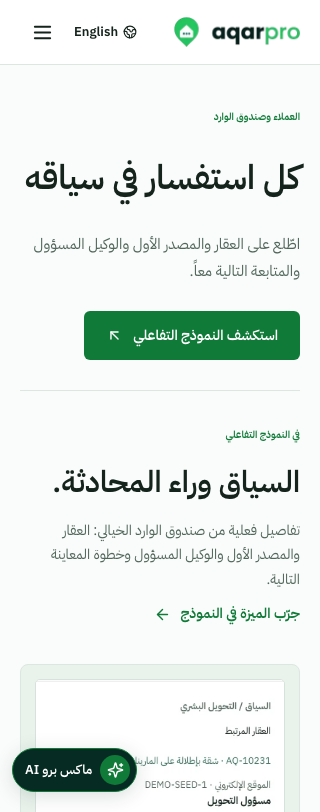 aqarpro
English
العملاء وصندوق الوارد
كل استفسار في سياقه
اطّلع على العقار والمصدر الأول والوكيل المسؤول
والمتابعة التالية معاً.
استكشف النموذج التفاعلي
في النموذج التفاعلي
السياق وراء المحادثة.
تفاصيل فعلية من صندوق الوارد الخيالي: العقار
والمصدر الأول والوكيل المسؤول وخطوة المعاينة
التالية.
جرّب الميزة في النموذج
السياق / التحويل البشري
العقار المرتبط
AQ-10231 · شقة بإطلالة على المارينا
الموقع الإلكتروني · DEMO-SEED-1
مسؤول التحويل
ماكس برو AI